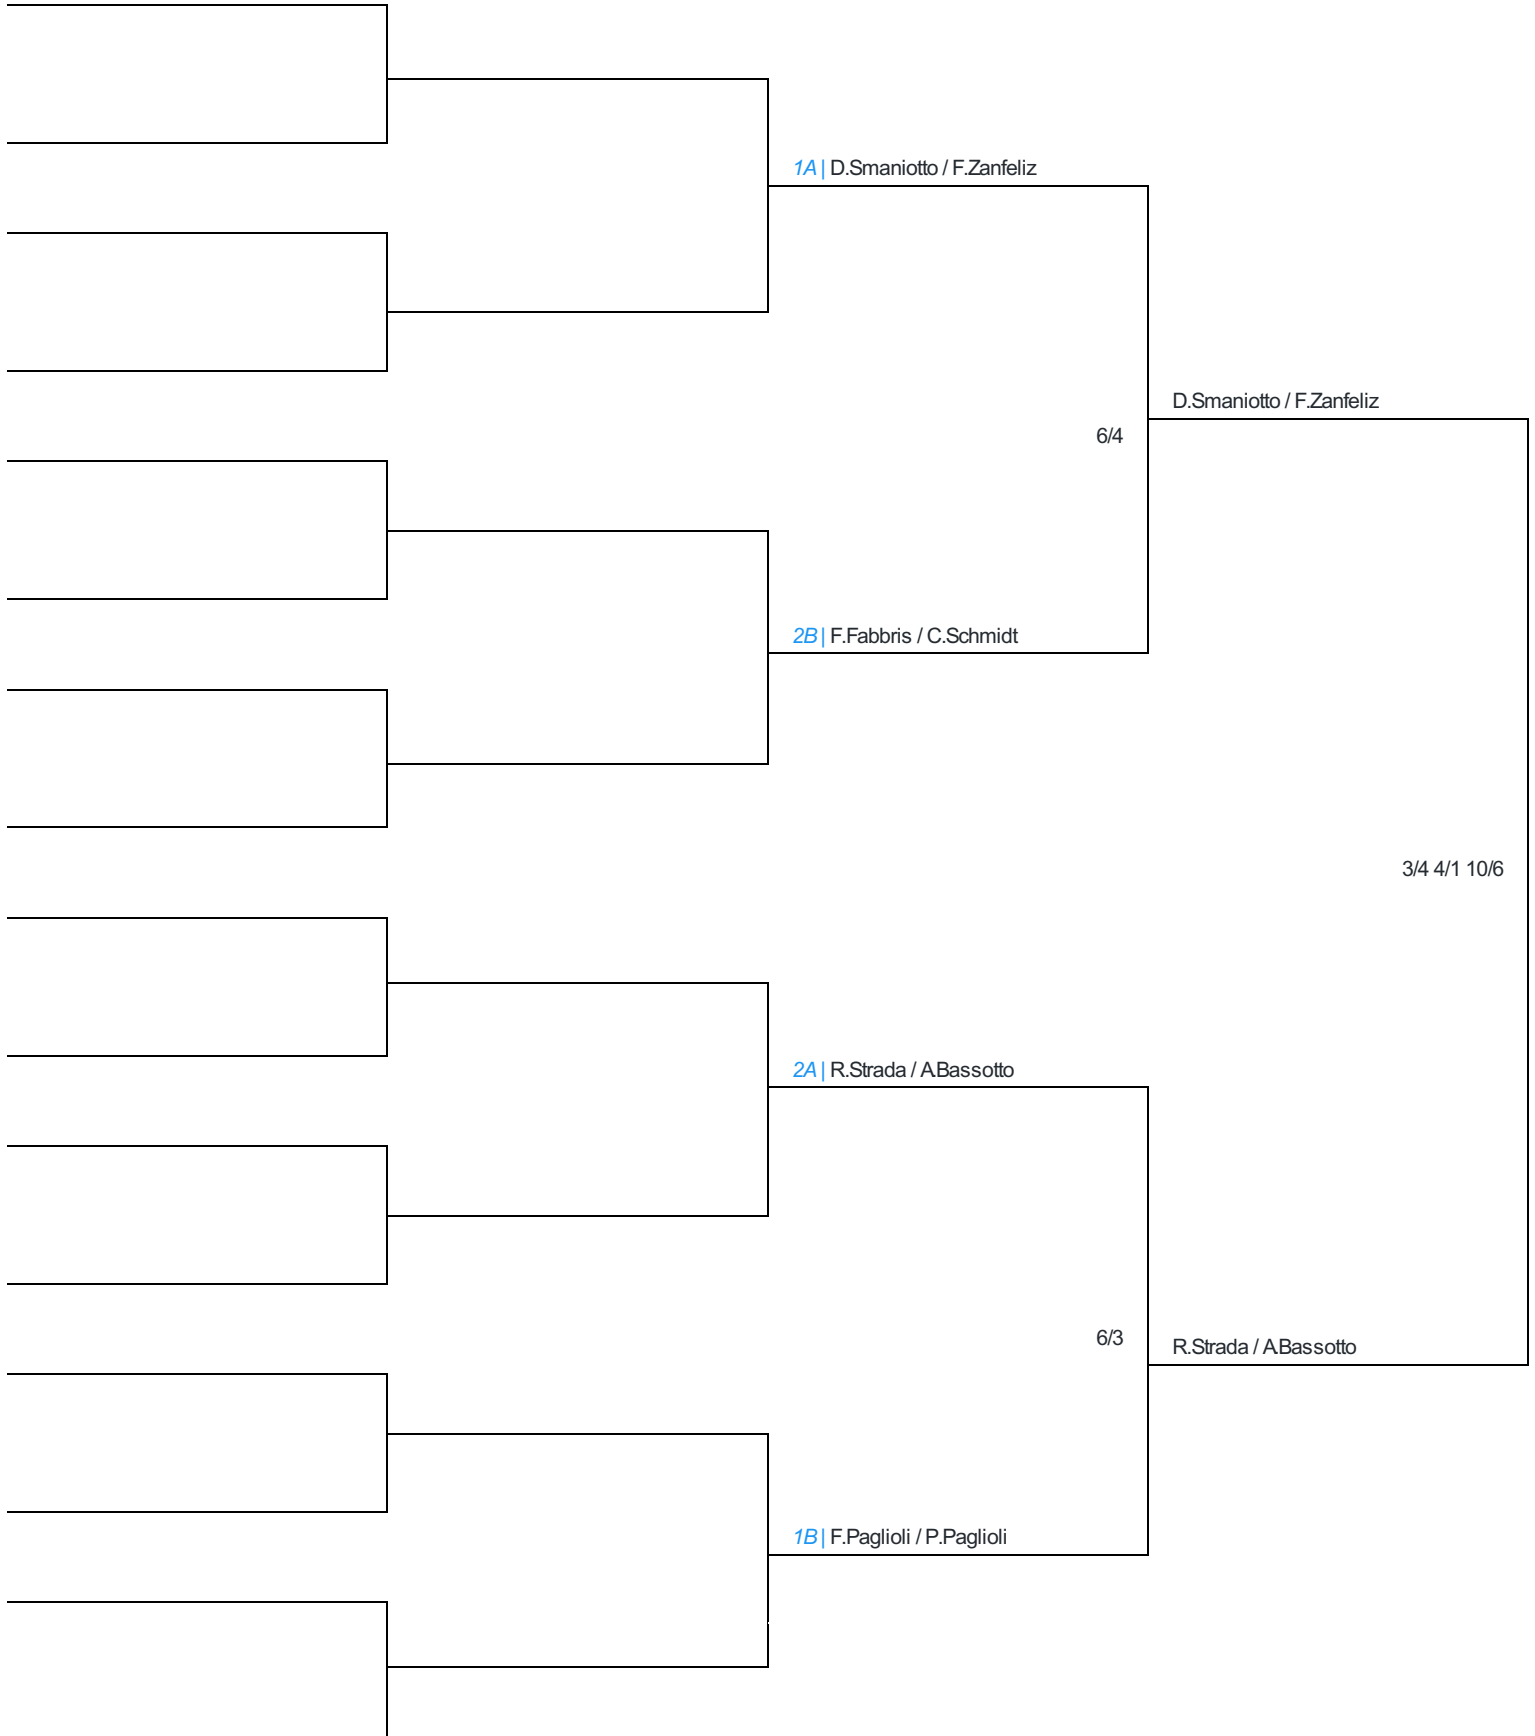 1A | D.Smaniotto / F.Zanfeliz
D.Smaniotto / F.Zanfeliz
6/4
2B | F.Fabbris / C.Schmidt
3/4 4/1 10/6
2A | R.Strada / A.Bassotto
6/3
R.Strada / A.Bassotto
1B | F.Paglioli / P.Paglioli